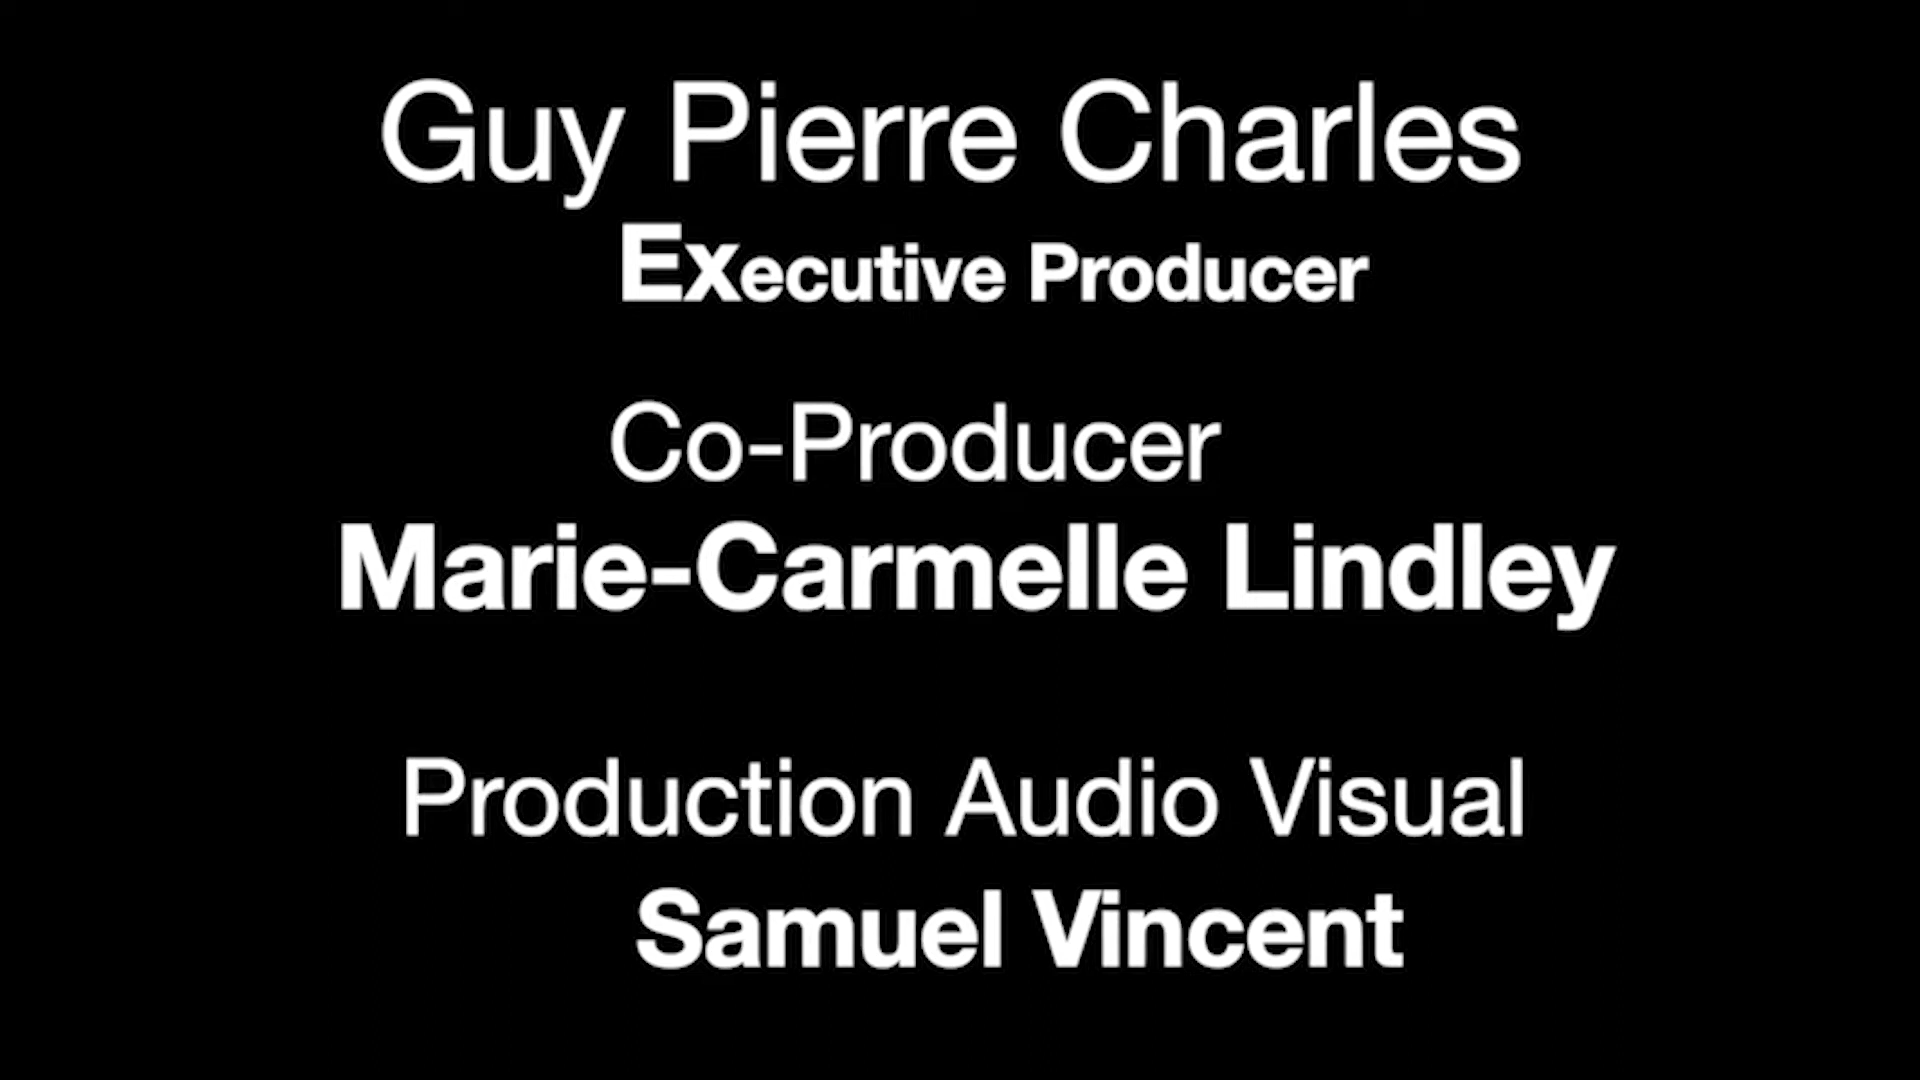 Guy Pierre Charles
Executive Producer
Co-Producer
Marie-Carmelle Lindley
Production Audio Visual
Samuel Vincent